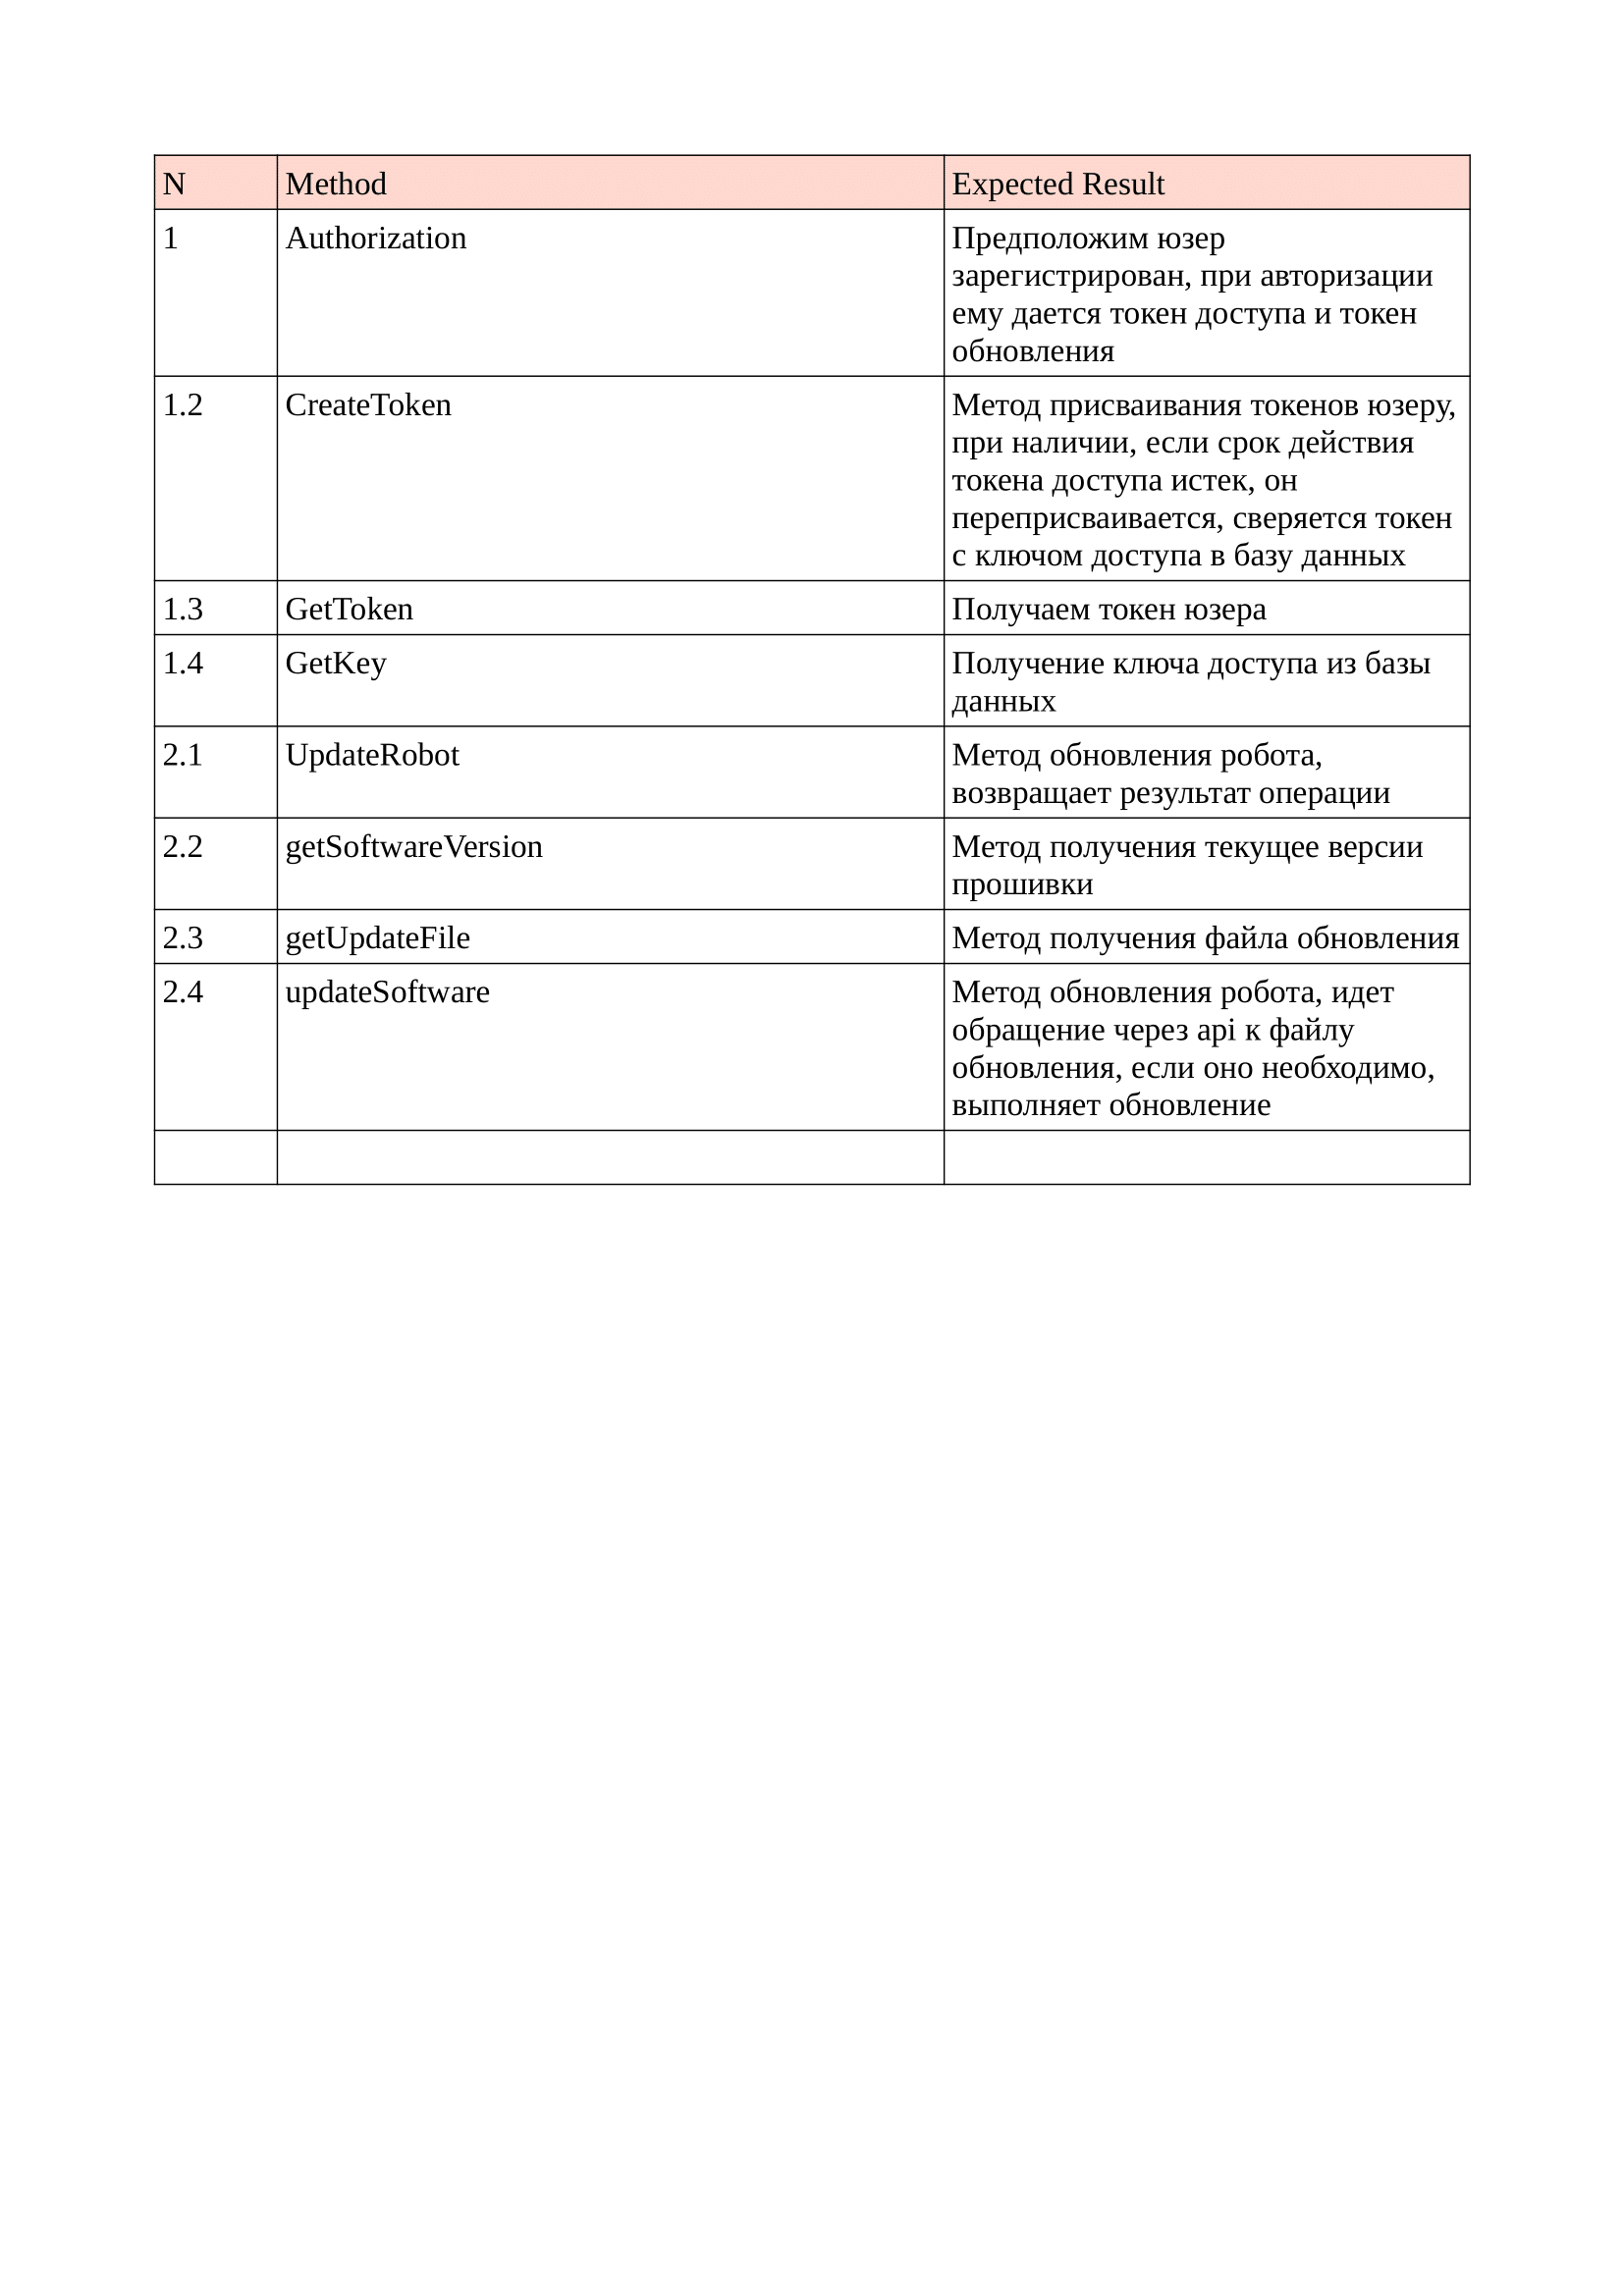 N Method Expected Result
1 Authorization Предположим юзер
зарегистрирован, при авторизации
ему дается токен доступа и токен
обновления
1.2 CreateToken Метод присваивания токенов юзеру,
при наличии, если срок действия
токена доступа истек, он
переприсваивается, сверяется токен
с ключом доступа в базу данных
1.3 GetToken Получаем токен юзера
1.4 GetKey Получение ключа доступа из базы
данных
2.1 UpdateRobot Метод обновления робота,
возвращает результат операции
2.2 getSoftwareVersion Метод получения текущее версии
прошивки
2.3 getUpdateFile Метод получения файла обновления
2.4 updateSoftware Метод обновления робота, идет
обращение через api к файлу
обновления, если оно необходимо,
выполняет обновление